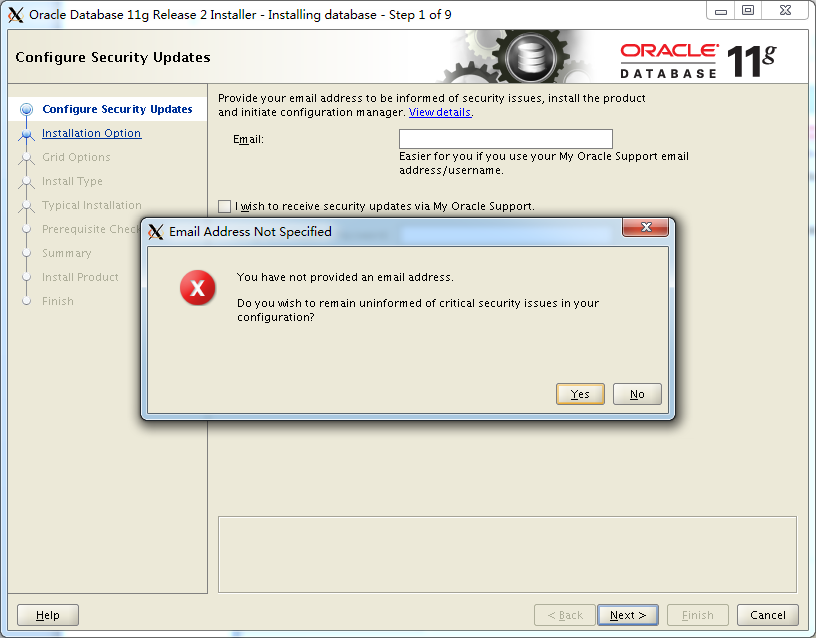 Oracle Database 11g Release 2 Installer - Installing database - Step 1 of 9
Configure Security Updates
ORACLE
DATABASE
11g
Configure Security Updates
Installation Option
Grid Options
Install Type
Typical Installation
Prerequisite Check
Summary
Install Product
Finish
Provide your email address to be informed of security issues, install the product
and initiate configuration manager. View details.
Email:
Easier for you if you use your My Oracle Support email
address/username.
I wish to receive security updates via My Oracle Support.
Email Address Not Specified
You have not provided an email address.
Do you wish to remain uninformed of critical security issues in your
configuration?
Yes
No
Help
< Back
Next >
Finish
Cancel